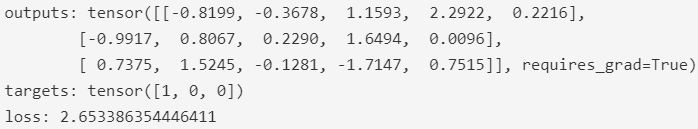 outputs: tensor([[-0.8199, -0.3678, 1.1593, 2.2922, 0.2216],
[-0.9917, 0.8067, 0.2290, 1.6494, 0.0096],
[ 0.7375, 1.5245, -0.1281, -1.7147, 0.7515]], requires_grad=True)
targets: tensor([1, 0, 0])
loss: 2.653386354446411